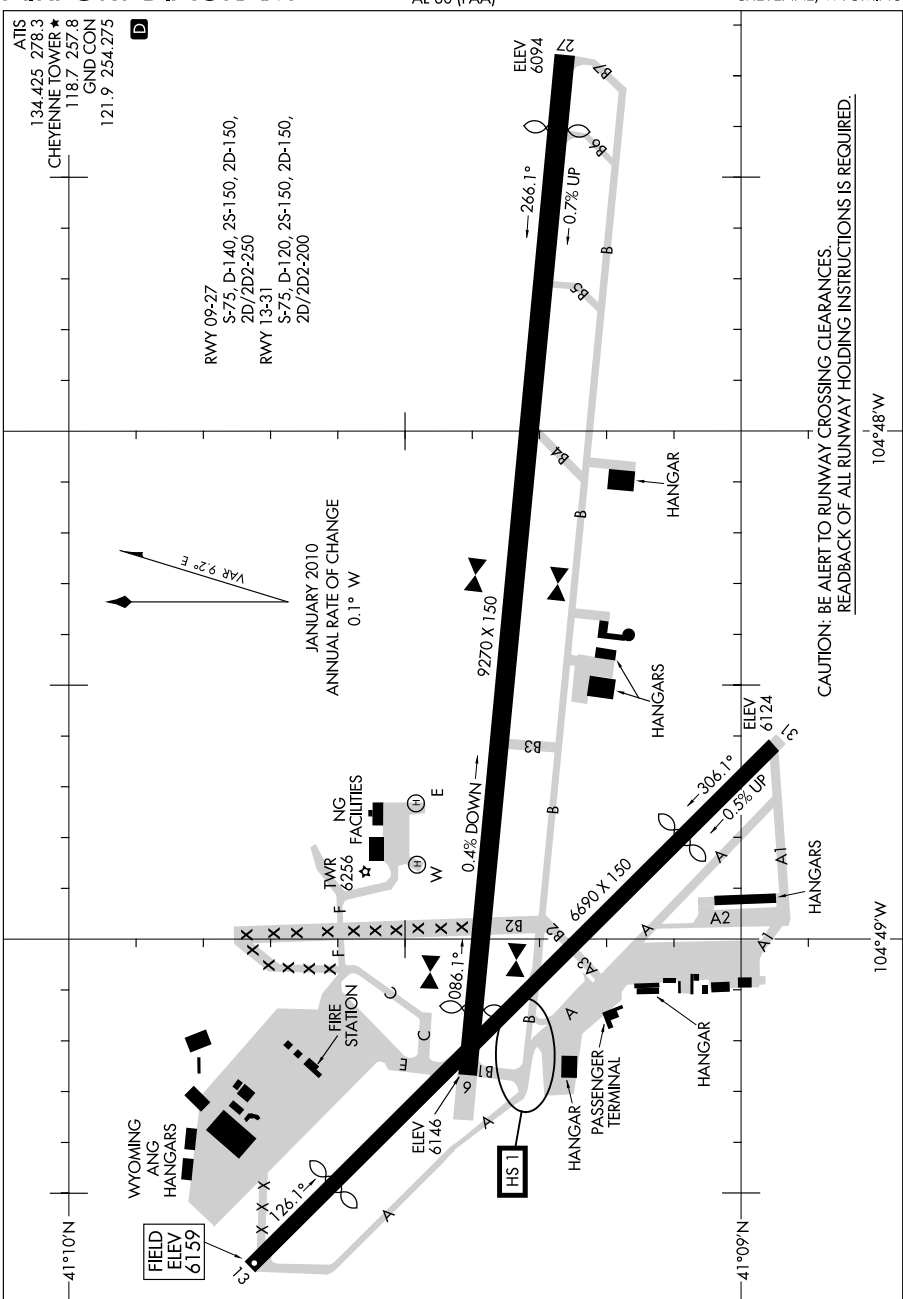 AL-80 (FAA)
ATIS
134.425 278.3
CHEYENNE TOWER★
118.7 257.8
GND CON
121.9 254.275
D
RWY 09-27
S-75, D-140, 2S-150, 2D-150,
2D/2D2-250
RWY 13-31
S-75, D-120, 2S-150, 2D-150,
2D/2D2-200
VAR 9.2° E
JANUARY 2010
ANNUAL RATE OF CHANGE
0.1° W
ELEV
6094
27
B7
B6
266.1°
0.7% UP
B
B5
B4
B
HANGAR
9270 X 150
HANGARS
B3
B
0.4% DOWN
NG
FACILITIES
H
E
H
W
TWR
6256
F
F
X X X X X X X X X
X X X X X
B2
B2
086.1°
C
C
E
FIRE
STATION
WYOMING
ANG
HANGARS
X X X
126.1°
13
FIELD
ELEV
6159
ELEV
6146
9
B1
B
A
A
HS 1
HANGAR
PASSENGER
TERMINAL
HANGAR
A
A3
A
A
A1
A1
A2
HANGARS
6690 X 150
306.1°
0.5% UP
ELEV
6124
31
CAUTION: BE ALERT TO RUNWAY CROSSING CLEARANCES.
READBACK OF ALL RUNWAY HOLDING INSTRUCTIONS IS REQUIRED.
41°10'N
41°09'N
104°49'W
104°48'W